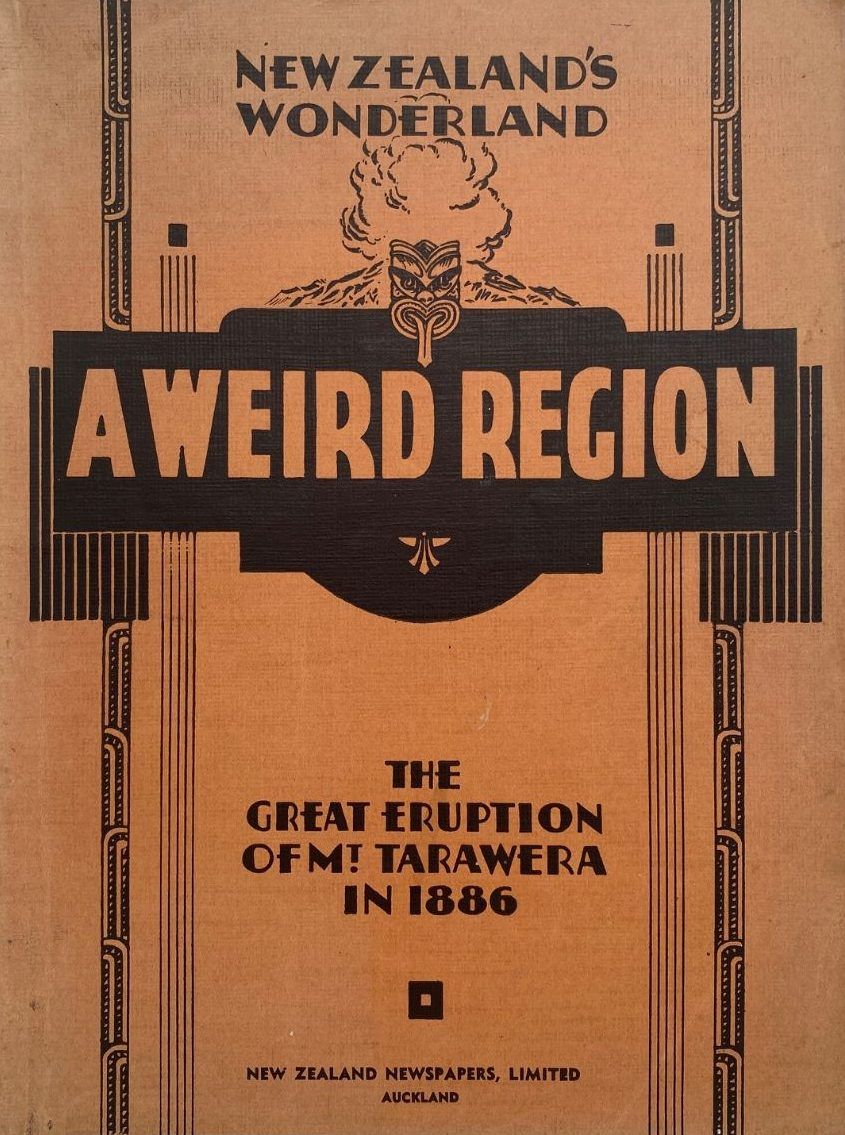 NEW ZEALAND'S
WONDERLAND
A WEIRD REGION
THE
GREAT ERUPTION
OF MT. TARAWERA
IN 1886
NEW ZEALAND NEWSPAPERS, LIMITED
AUCKLAND